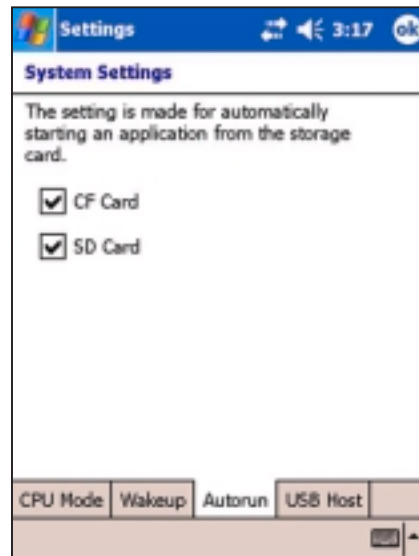 Settings 3:17 ok
System Settings
The setting is made for automatically
starting an application from the storage
card.
CF Card
SD Card
CPU Mode Wakeup Autorun USB Host